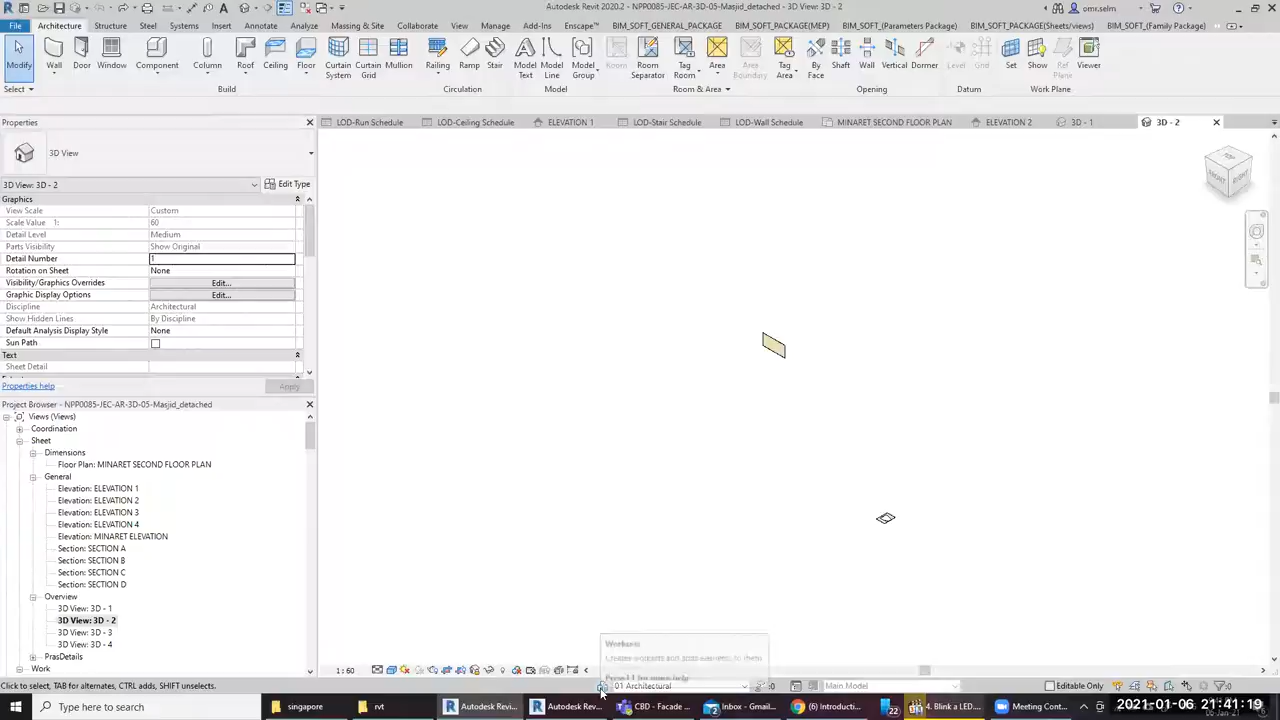 Autodesk Revit 2020.2 - NPP0085-JEC-AR-3D-05-Masjid_detached - 3D View: 3D - 2
omr.selm
File Architecture Structure Steel Systems Insert Annotate Analyze Massing & Site Collaborate View Manage Add-Ins Enscape™ BIM_SOFT_GENERAL_PACKAGE BIM_SOFT_PACKAGE(MEP) BIM_SOFT_(Parameters Package) BIM_SOFT_PACKAGE(Sheets/views) BIM_SOFT_(Family Package)
Modify Wall Door Window Component Column Roof Ceiling Floor Curtain System Curtain Grid Mullion Railing Ramp Stair Model Text Model Line Model Group Room Room Separator Tag Room Area Area Boundary Tag Area By Face Shaft Wall Vertical Dormer Level Grid Set Show Ref Plane Viewer
Select Build Circulation Model Room & Area Opening Datum Work Plane
Properties
LOD-Run Schedule LOD-Ceiling Schedule ELEVATION 1 LOD-Stair Schedule LOD-Wall Schedule MINARET SECOND FLOOR PLAN ELEVATION 2 3D - 1 3D - 2
3D View
3D View: 3D - 2 Edit Type
Graphics
View Scale Custom
Scale Value 1: 60
Detail Level Medium
Parts Visibility Show Original
Detail Number 1
Rotation on Sheet None
Visibility/Graphics Overrides Edit...
Graphic Display Options Edit...
Discipline Architectural
Show Hidden Lines By Discipline
Default Analysis Display Style None
Sun Path
Text
Sheet Detail
Properties help Apply
Project Browser - NPP0085-JEC-AR-3D-05-Masjid_detached
Views (Views)
Coordination
Sheet
Dimensions
Floor Plan: MINARET SECOND FLOOR PLAN
General
Elevation: ELEVATION 1
Elevation: ELEVATION 2
Elevation: ELEVATION 3
Elevation: ELEVATION 4
Elevation: MINARET ELEVATION
Section: SECTION A
Section: SECTION B
Section: SECTION C
Section: SECTION D
Overview
3D View: 3D - 1
3D View: 3D - 2
3D View: 3D - 3
3D View: 3D - 4
PrasDetails
Work
TOP
FRONT RIGHT
1 : 60
Click to select, TAB for alternates, CTRL adds, SHIFT unselects.
01 Architectural :0 Main Model Editable Only :0
Type here to search singapore rvt Autodesk Revi... Autodesk Rev... CBD - Facade ... Inbox - Gmail... (6) Introducti... 22 4. Blink a LED... Meeting Cont... 2021-01-06 21:41:19